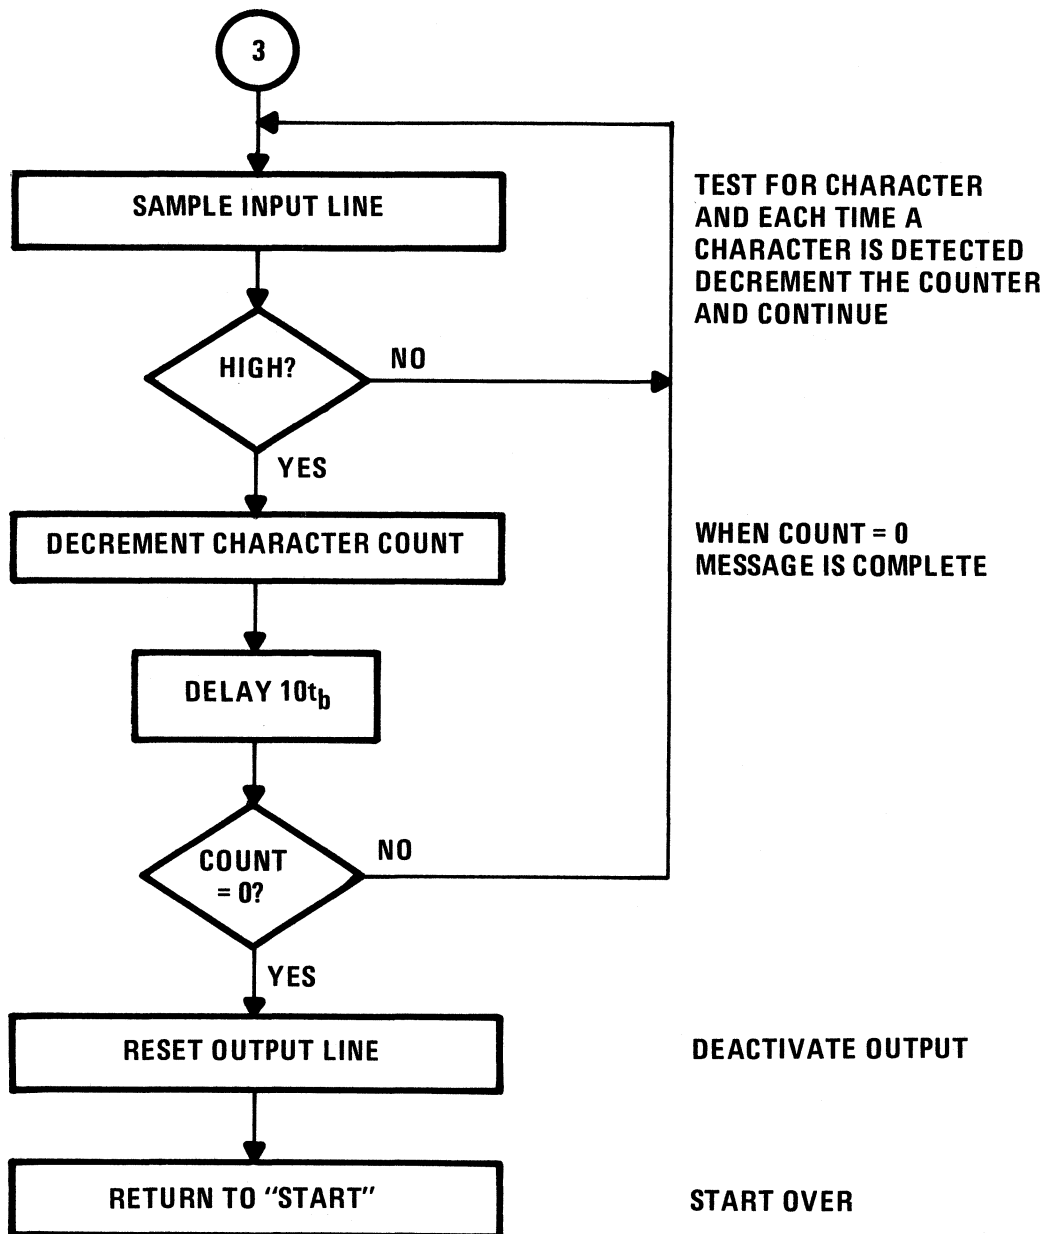 3
SAMPLE INPUT LINE
TEST FOR CHARACTER
AND EACH TIME A
CHARACTER IS DETECTED
DECREMENT THE COUNTER
AND CONTINUE
HIGH?
NO
YES
DECREMENT CHARACTER COUNT
WHEN COUNT = 0
MESSAGE IS COMPLETE
DELAY 10tb
COUNT
= 0?
NO
YES
RESET OUTPUT LINE
DEACTIVATE OUTPUT
RETURN TO "START"
START OVER